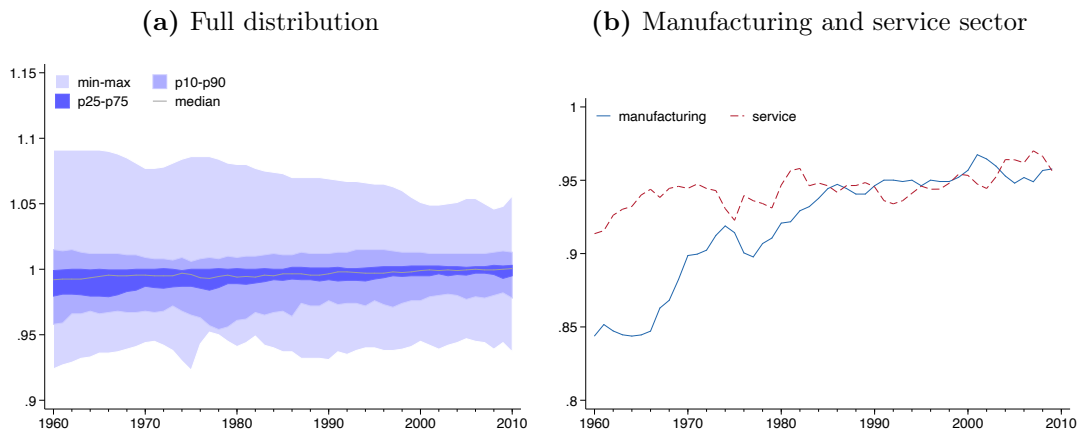 (a) Full distribution
1.15
1.1
1.05
1
.95
.9
min-max
p10-p90
p25-p75
median
1960 1970 1980 1990 2000 2010
(b) Manufacturing and service sector
1
.95
.9
.85
.8
manufacturing
service
1960 1970 1980 1990 2000 2010